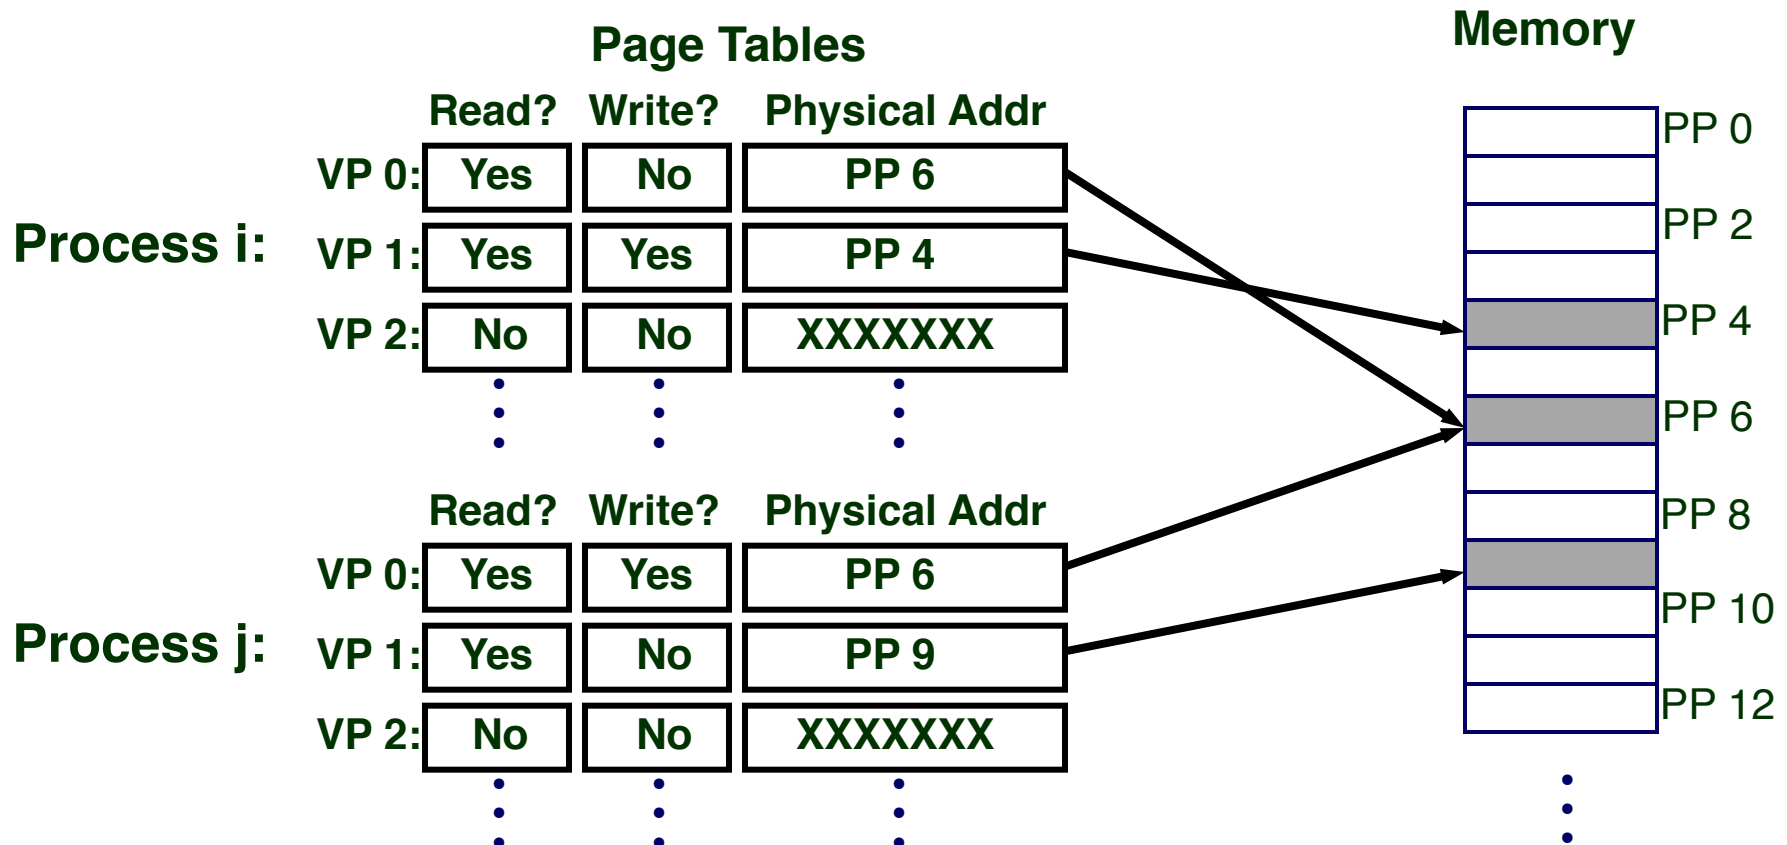 Page Tables
Memory
Read? Write? Physical Addr
Process i:
VP 0: Yes No PP 6
VP 1: Yes Yes PP 4
VP 2: No No XXXXXXX
Read? Write? Physical Addr
Process j:
VP 0: Yes Yes PP 6
VP 1: Yes No PP 9
VP 2: No No XXXXXXX
PP 0
PP 2
PP 4
PP 6
PP 8
PP 10
PP 12